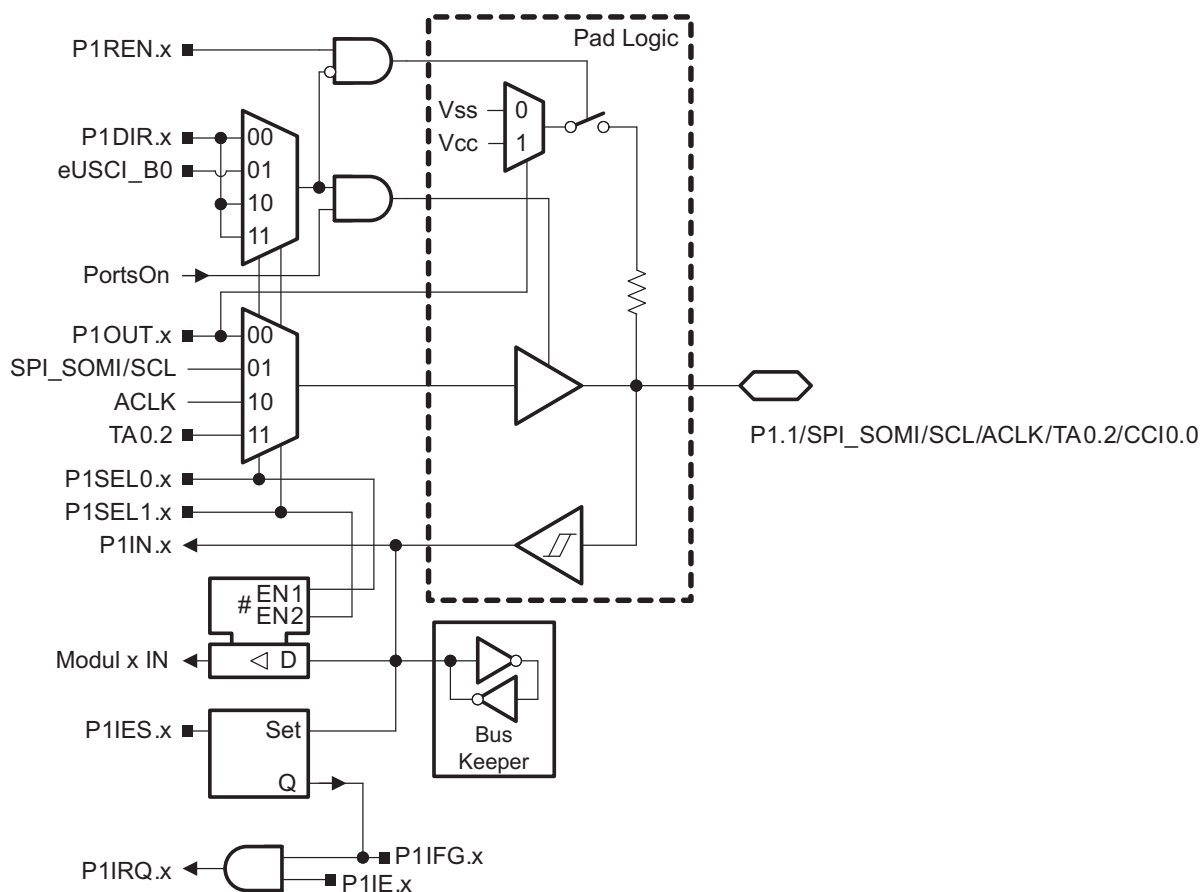 P1REN.x
Pad Logic
Vss
0
Vcc
1
P1DIR.x
00
eUSCI_B0
01
10
11
PortsOn
P1OUT.x
00
SPI_SOMI/SCL
01
ACLK
10
TA0.2
11
P1.1/SPI_SOMI/SCL/ACLK/TA0.2/CCI0.0
P1SEL0.x
P1SEL1.x
P1IN.x
# EN1
EN2
Modul x IN
D
P1IES.x
Set
Q
Bus
Keeper
P1IRQ.x
P1IFG.x
P1IE.x